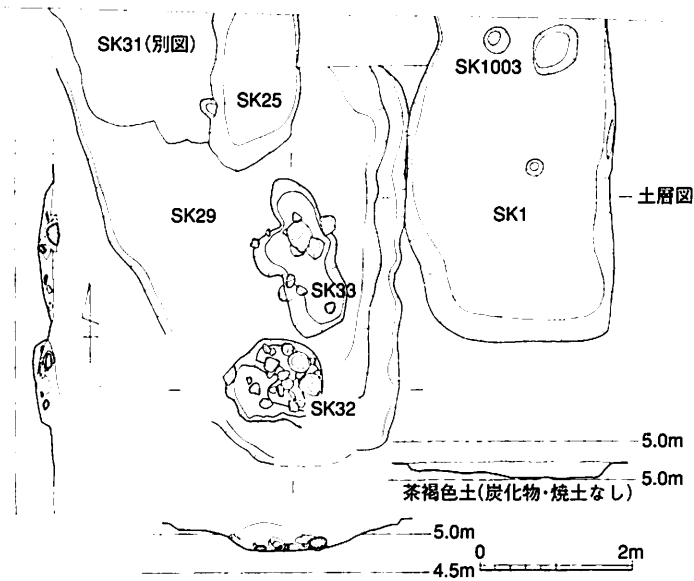 SK31(別図)
SK25
SK1003
SK29
SK1
土層図
SK33
SK32
5.0m
5.0m
茶褐色土(炭化物・焼土なし)
5.0m
4.5m
0 2m